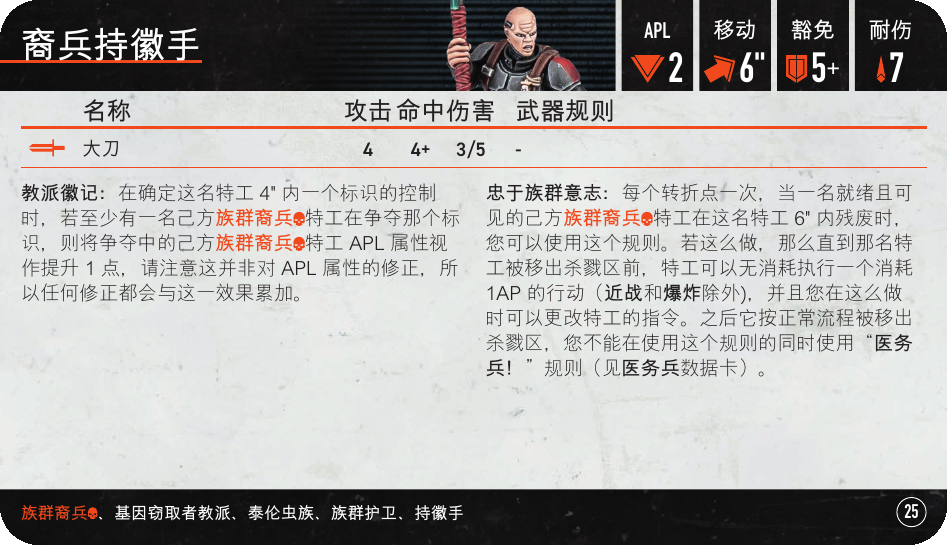 裔兵持徽手
APL 移动 豁免 耐伤
2 6" 5+ 7
名称 攻击 命中 伤害 武器规则
大刀 4 4+ 3/5 -
教派徽记：在确定这名特工 4" 内一个标识的控制
时，若至少有一名己方族群裔兵特工在争夺那个标
识，则将争夺中的己方族群裔兵特工 APL 属性视
作提升 1 点，请注意这并非对 APL 属性的修正，所
以任何修正都会与这一效果累加。
忠于族群意志：每个转折点一次，当一名就绪且可
见的己方族群裔兵特工在这名特工 6" 内残废时，
您可以使用这个规则。若这么做，那么直到那名特
工被移出杀戮区前，特工可以无消耗执行一个消耗
1AP 的行动（近战和爆炸除外)，并且您在这么做
时可以更改特工的指令。之后它按正常流程被移出
杀戮区，您不能在使用这个规则的同时使用“医务
兵！”规则（见医务兵数据卡）。
族群裔兵、基因窃取者教派、泰伦虫族、族群护卫、持徽手
25